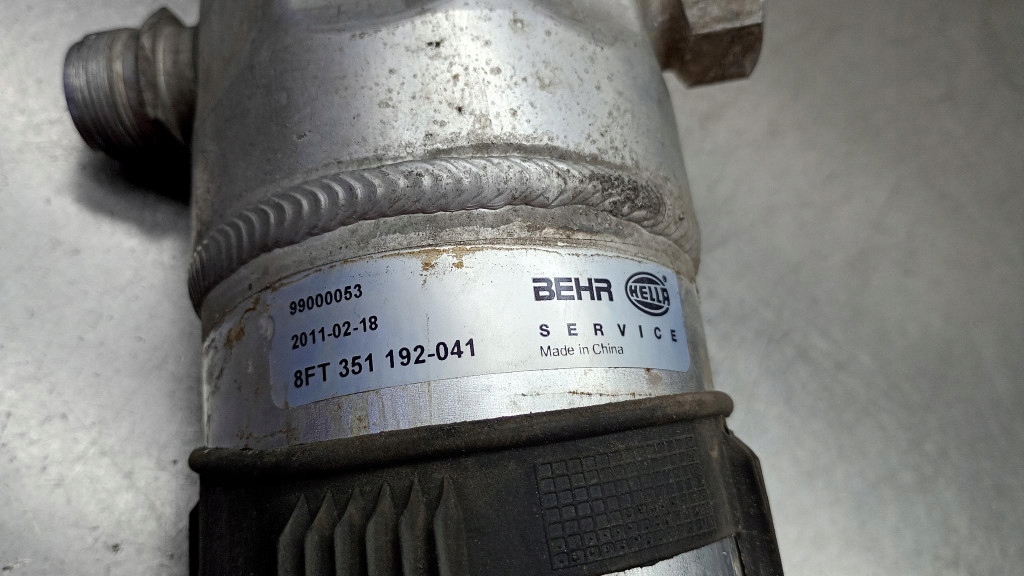 99000053
2011-02-18
8FT 351 192-041
BEHR HELLA®
SERVICE
Made in China